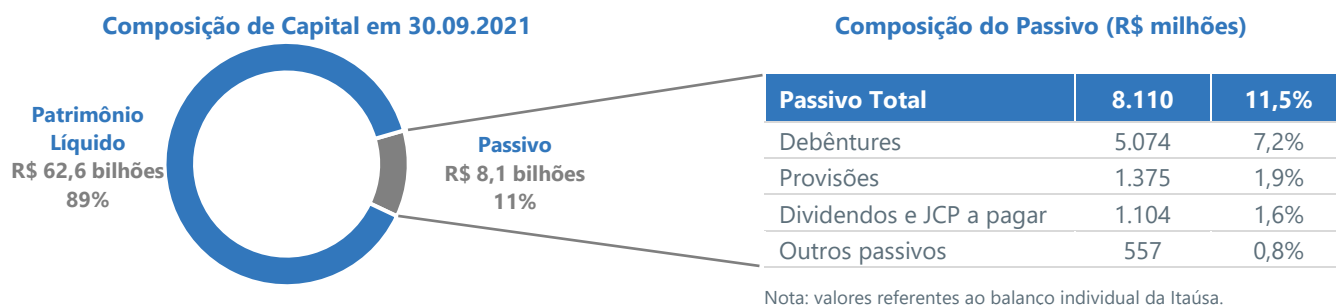 Composição de Capital em 30.09.2021
Patrimônio
Líquido
R$ 62,6 bilhões
89%
Passivo
R$ 8,1 bilhões
11%
Composição do Passivo (R$ milhões)
Passivo Total 8.110 11,5%
Debêntures 5.074 7,2%
Provisões 1.375 1,9%
Dividendos e JCP a pagar 1.104 1,6%
Outros passivos 557 0,8%
Nota: valores referentes ao balanço individual da Itaúsa.